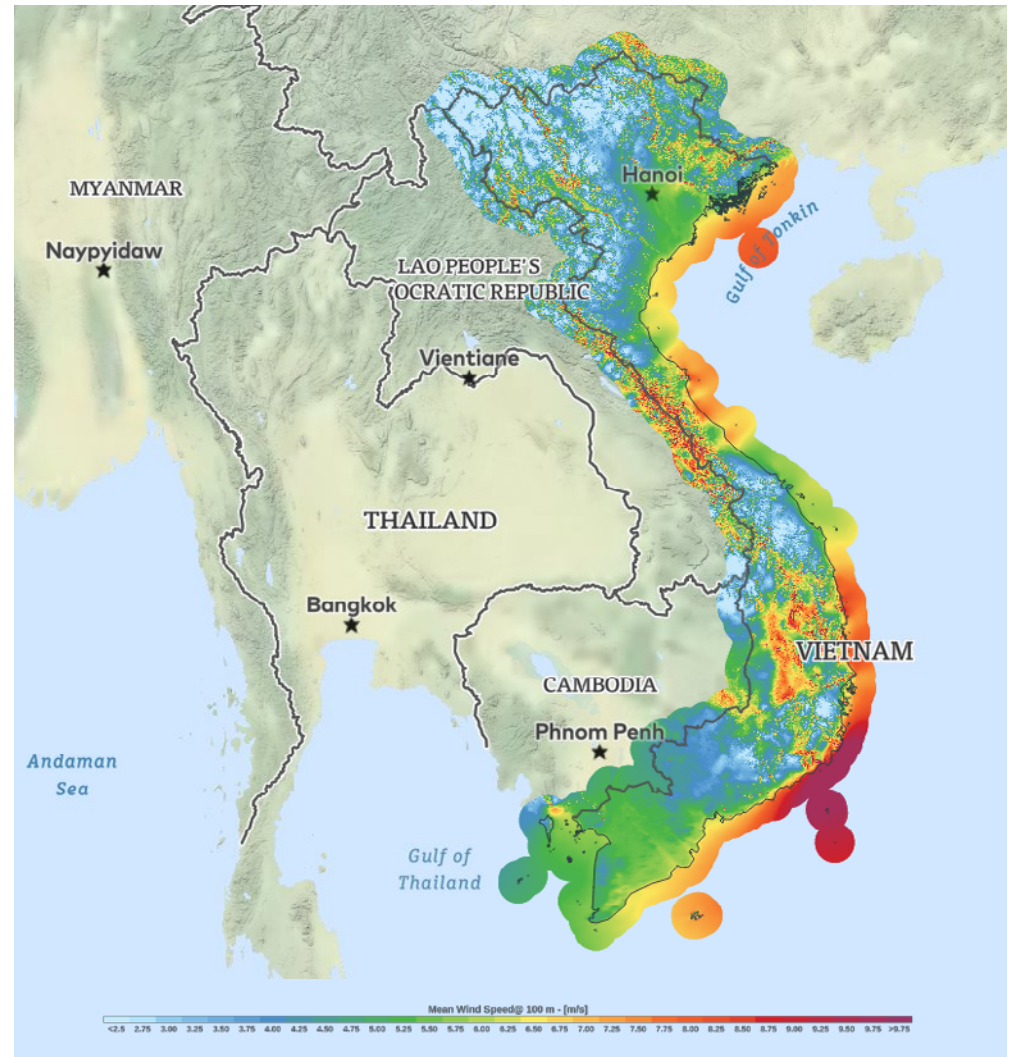 Hanoi
MYANMAR
Gulf of Tonkin
Naypyidaw
LAO PEOPLE'S
OCRATIC REPUBLIC
Vientiane
THAILAND
Bangkok
VIETNAM
CAMBODIA
Phnom Penh
Andaman
Sea
Gulf of
Thailand
Mean Wind Speed@ 100 m - [m/s]
<2.5 2.75 3.00 3.25 3.50 3.75 4.00 4.25 4.50 4.75 5.00 5.25 5.50 5.75 6.00 6.25 6.50 6.75 7.00 7.25 7.50 7.75 8.00 8.25 8.50 8.75 9.00 9.25 9.50 9.75 >9.75